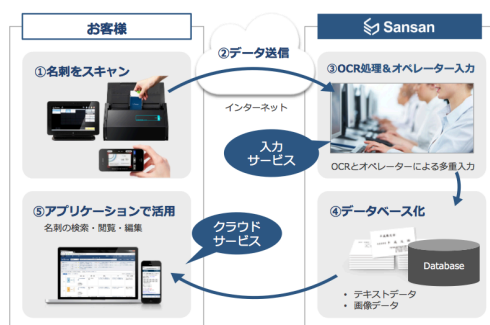 お客様
Sansan
①名刺をスキャン
②データ送信
インターネット
③OCR処理&オペレーター入力
OCRとオペレーターによる多重入力
入力
サービス
④データベース化
Database
・ テキストデータ
・ 画像データ
クラウド
サービス
⑤アプリケーションで活用
名刺の検索・閲覧・編集